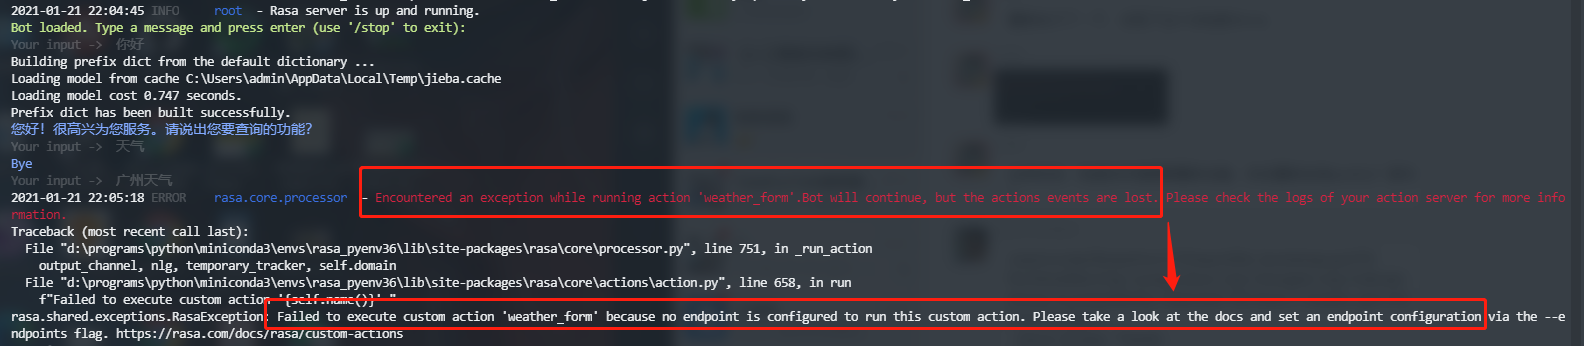 2021-01-21 22:04:45 INFO     root  - Rasa server is up and running.
Bot loaded. Type a message and press enter (use '/stop' to exit):
Your input ->  你好
Building prefix dict from the default dictionary ...
Loading model from cache C:\Users\admin\AppData\Local\Temp\jieba.cache
Loading model cost 0.747 seconds.
Prefix dict has been built successfully.
您好！很高兴为您服务。请说出您要查询的功能？
Your input ->  天气
Bye
Your input ->  广州天气
2021-01-21 22:05:18 ERROR    rasa.core.processor  - Encountered an exception while running action 'weather_form'.Bot will continue, but the actions events are lost. Please check the logs of your action server for more info
rmation.
Traceback (most recent call last):
  File "d:\programs\python\miniconda3\envs\rasa_pyenv36\lib\site-packages\rasa\core\processor.py", line 751, in _run_action
    output_channel, nlg, temporary_tracker, self.domain
  File "d:\programs\python\miniconda3\envs\rasa_pyenv36\lib\site-packages\rasa\core\actions\action.py", line 658, in run
    f"Failed to execute custom action '{self.name()}' "
rasa.shared.exceptions.RasaException: Failed to execute custom action 'weather_form' because no endpoint is configured to run this custom action. Please take a look at the docs and set an endpoint configuration via the --e
ndpoints flag. https://rasa.com/docs/rasa/custom-actions